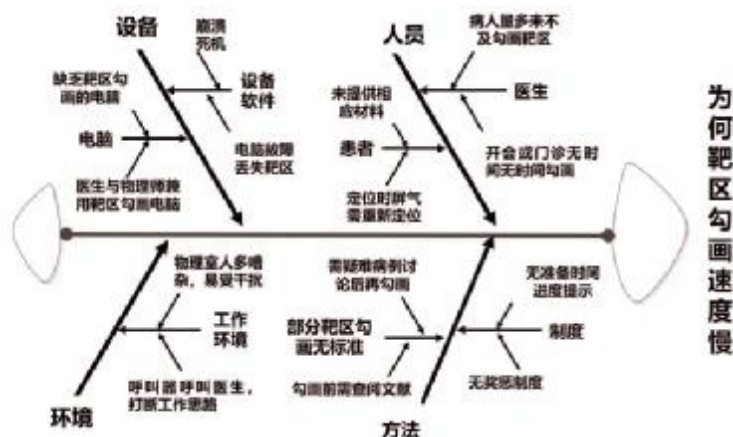 设备
崩溃
死机
设备
软件
缺乏靶区勾
画的电脑
电脑
电脑故障
丢失靶区
医生与物理师兼
用靶区勾画电脑
人员
病人量多来不
及勾画靶区
医生
未提供相
应材料
患者
开会或门诊无时
间无时间勾画
定位时屏气
需重新定位
为何靶区勾画速度慢
物理室人多嘈
杂，易受干扰
工作
环境
呼叫器呼叫医生，
打断工作思路
环境
需疑难病例讨
论后再勾画
部分靶区勾
画无标准
勾画前需查阅文献
无准备时间
进度提示
制度
无奖惩制度
方法